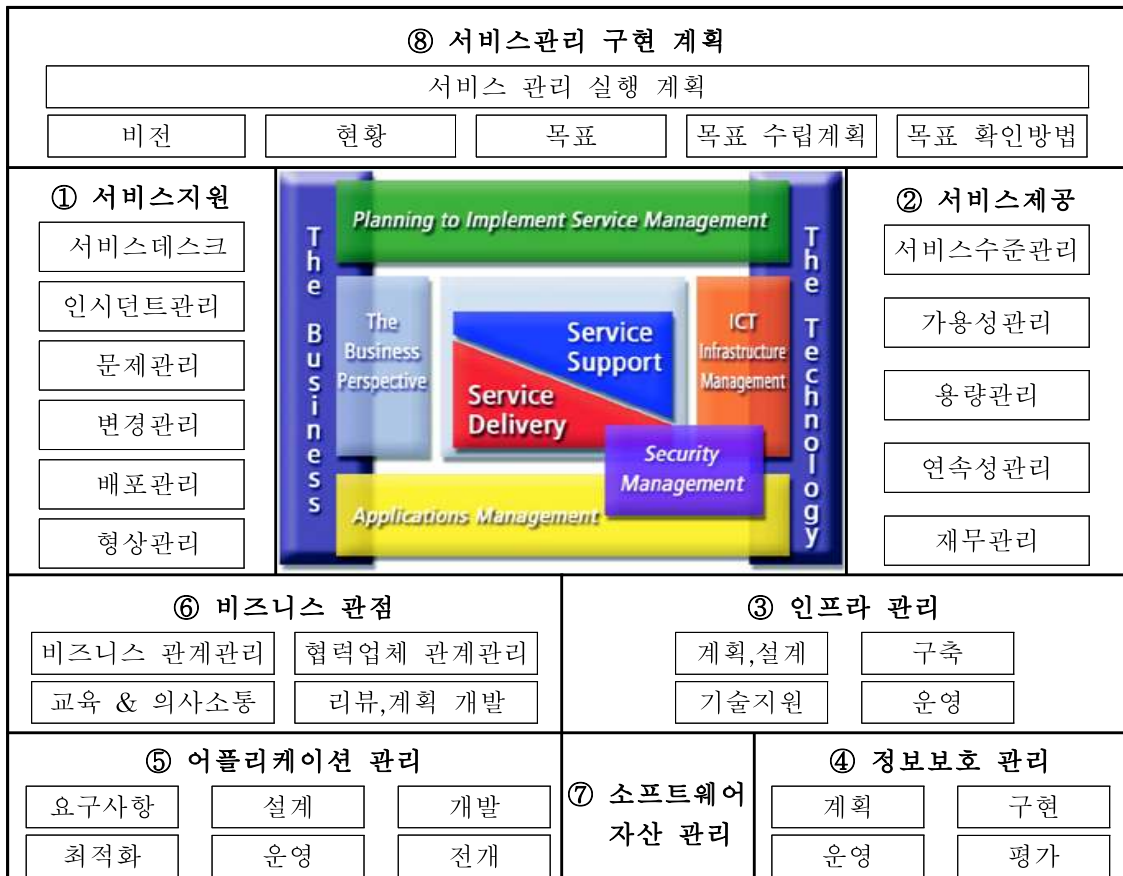 ⑧ 서비스관리 구현 계획
서비스 관리 실행 계획
비전
현황
목표
목표 수립계획
목표 확인방법
① 서비스지원
서비스데스크
인시던트관리
문제관리
변경관리
배포관리
형상관리
The Business
Planning to Implement Service Management
The
Business
Perspective
Service
Support
Service
Delivery
ICT
Infrastructure
Management
Security
Management
Applications Management
The Technology
② 서비스제공
서비스수준관리
가용성관리
용량관리
연속성관리
재무관리
⑥ 비즈니스 관점
비즈니스 관계관리
협력업체 관계관리
교육 & 의사소통
리뷰,계획 개발
③ 인프라 관리
계획,설계
구축
기술지원
운영
⑤ 어플리케이션 관리
요구사항
설계
개발
최적화
운영
전개
⑦ 소프트웨어
자산 관리
④ 정보보호 관리
계획
구현
운영
평가